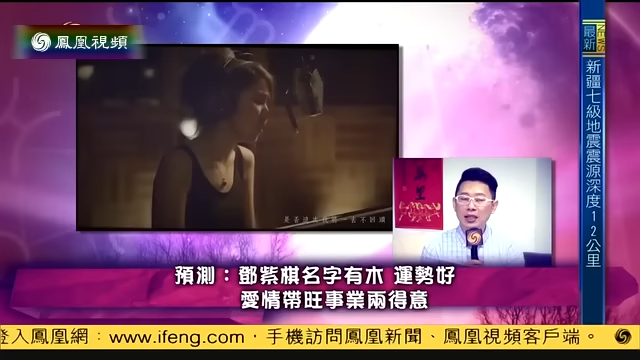 鳳凰視頻
最新
新疆七級地震震源深度12公里
預測：鄧紫棋名字有木 運勢好
愛情帶旺事業兩得意
登入鳳凰網：www.ifeng.com，手機訪問鳳凰新聞、鳳凰視頻客戶端。